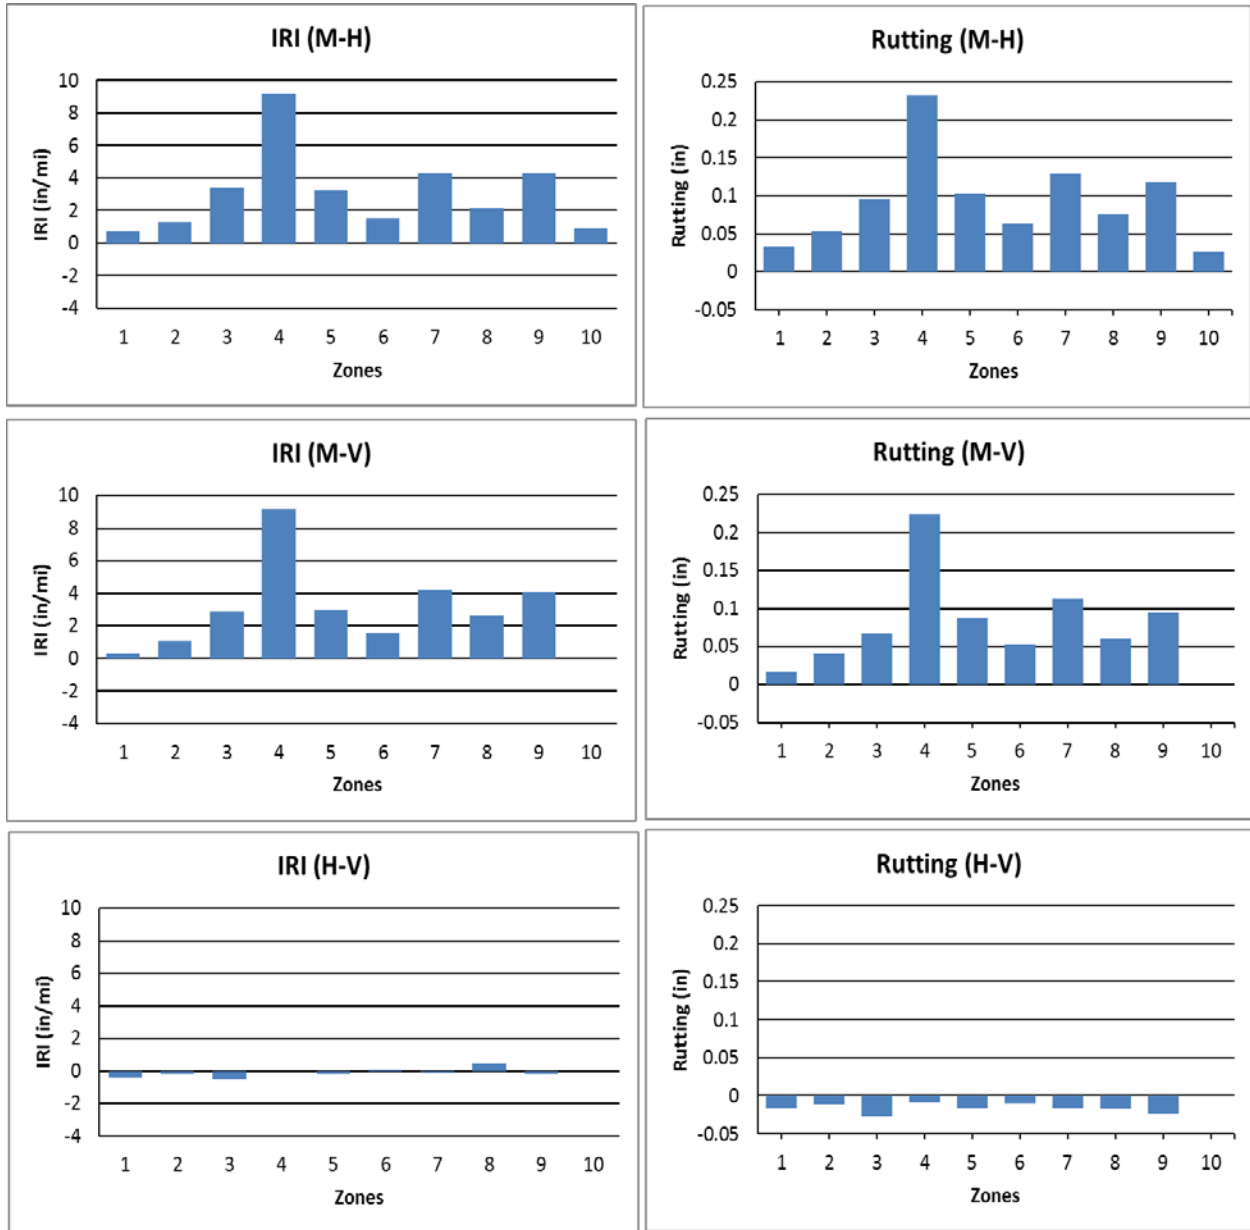 IRI (M-H)
IRI (in/mi)
10
8
6
4
2
0
-2
-4
1 2 3 4 5 6 7 8 9 10
Zones
Rutting (M-H)
Rutting (in)
0.25
0.2
0.15
0.1
0.05
0
-0.05
1 2 3 4 5 6 7 8 9 10
Zones
IRI (M-V)
IRI (in/mi)
10
8
6
4
2
0
-2
-4
1 2 3 4 5 6 7 8 9 10
Zones
Rutting (M-V)
Rutting (in)
0.25
0.2
0.15
0.1
0.05
0
-0.05
1 2 3 4 5 6 7 8 9 10
Zones
IRI (H-V)
IRI (in/mi)
10
8
6
4
2
0
-2
-4
1 2 3 4 5 6 7 8 9 10
Zones
Rutting (H-V)
Rutting (in)
0.25
0.2
0.15
0.1
0.05
0
-0.05
1 2 3 4 5 6 7 8 9 10
Zones